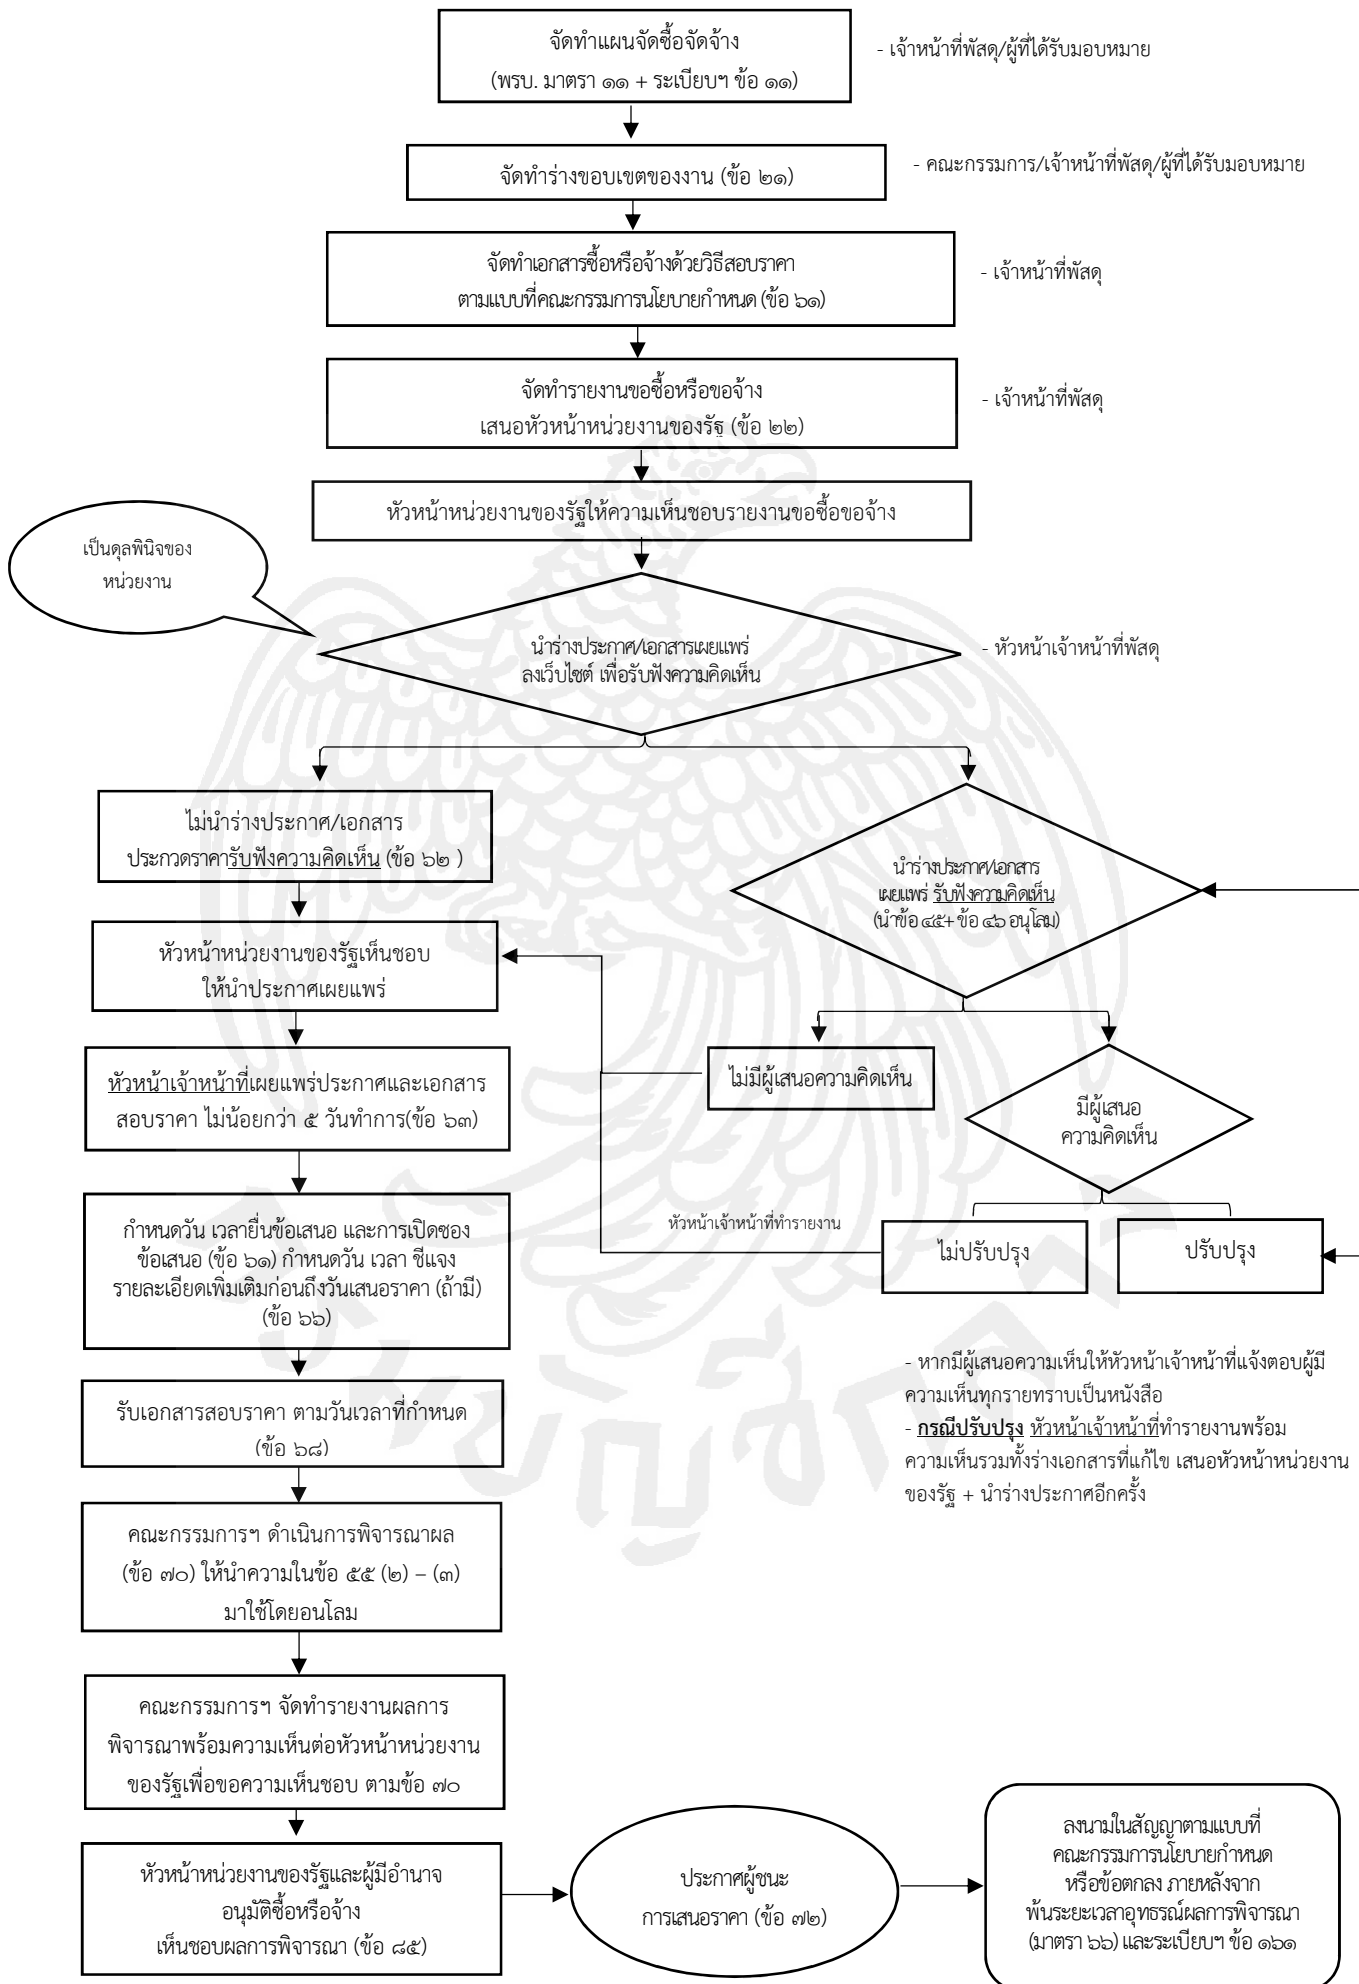 จัดทำแผนจัดซื้อจัดจ้าง
(พรบ. มาตรา ๑๑ + ระเบียบฯ ข้อ ๑๑)
- เจ้าหน้าที่พัสดุ/ผู้ที่ได้รับมอบหมาย
จัดทำร่างขอบเขตของงาน (ข้อ ๒๑)
- คณะกรรมการ/เจ้าหน้าที่พัสดุ/ผู้ที่ได้รับมอบหมาย
จัดทำเอกสารซื้อหรือจ้างด้วยวิธีสอบราคา
ตามแบบที่คณะกรรมการนโยบายกำหนด (ข้อ ๖๑)
- เจ้าหน้าที่พัสดุ
จัดทำรายงานขอซื้อหรือขอจ้าง
เสนอหัวหน้าหน่วยงานของรัฐ (ข้อ ๒๒)
- เจ้าหน้าที่พัสดุ
หัวหน้าหน่วยงานของรัฐให้ความเห็นชอบรายงานขอซื้อขอจ้าง
เป็นดุลพินิจของ
หน่วยงาน
นำร่างประกาศ/เอกสารเผยแพร่
ลงเว็บไซต์ เพื่อรับฟังความคิดเห็น
- หัวหน้าเจ้าหน้าที่พัสดุ
ไม่นำร่างประกาศ/เอกสาร
ประกวดราคารับฟังความคิดเห็น (ข้อ ๖๒ )
นำร่างประกาศ/เอกสาร
เผยแพร่ รับฟังความคิดเห็น
(นำข้อ ๔๕+ ข้อ ๔๖ อนุโลม)
หัวหน้าหน่วยงานของรัฐเห็นชอบ
ให้นำประกาศเผยแพร่
หัวหน้าเจ้าหน้าที่เผยแพร่ประกาศและเอกสาร
สอบราคา ไม่น้อยกว่า ๕ วันทำการ(ข้อ ๖๓)
ไม่มีผู้เสนอความคิดเห็น
มีผู้เสนอ
ความคิดเห็น
กำหนดวัน เวลายื่นข้อเสนอ และการเปิดซอง
ข้อเสนอ (ข้อ ๖๑) กำหนดวัน เวลา ชี้แจง
รายละเอียดเพิ่มเติมก่อนถึงวันเสนอราคา (ถ้ามี)
(ข้อ ๖๖)
หัวหน้าเจ้าหน้าที่ทำรายงาน
ไม่ปรับปรุง
ปรับปรุง
- หากมีผู้เสนอความเห็นให้หัวหน้าเจ้าหน้าที่แจ้งตอบผู้มี
ความเห็นทุกรายทราบเป็นหนังสือ
- กรณีปรับปรุง หัวหน้าเจ้าหน้าที่ทำรายงานพร้อม
ความเห็นรวมทั้งร่างเอกสารที่แก้ไข เสนอหัวหน้าหน่วยงาน
ของรัฐ + นำร่างประกาศอีกครั้ง
รับเอกสารสอบราคา ตามวันเวลาที่กำหนด
(ข้อ ๖๘)
คณะกรรมการฯ ดำเนินการพิจารณาผล
(ข้อ ๗๐) ให้นำความในข้อ ๕๕ (๒) – (๓)
มาใช้โดยอนุโลม
คณะกรรมการฯ จัดทำรายงานผลการ
พิจารณาพร้อมความเห็นต่อหัวหน้าหน่วยงาน
ของรัฐเพื่อขอความเห็นชอบ ตามข้อ ๗๐
หัวหน้าหน่วยงานของรัฐและผู้มีอำนาจ
อนุมัติซื้อหรือจ้าง
เห็นชอบผลการพิจารณา (ข้อ ๘๕)
ประกาศผู้ชนะ
การเสนอราคา (ข้อ ๗๒)
ลงนามในสัญญาตามแบบที่
คณะกรรมการนโยบายกำหนด
หรือข้อตกลง ภายหลังจาก
พ้นระยะเวลาอุทธรณ์ผลการพิจารณา
(มาตรา ๖๖) และระเบียบฯ ข้อ ๑๖๑